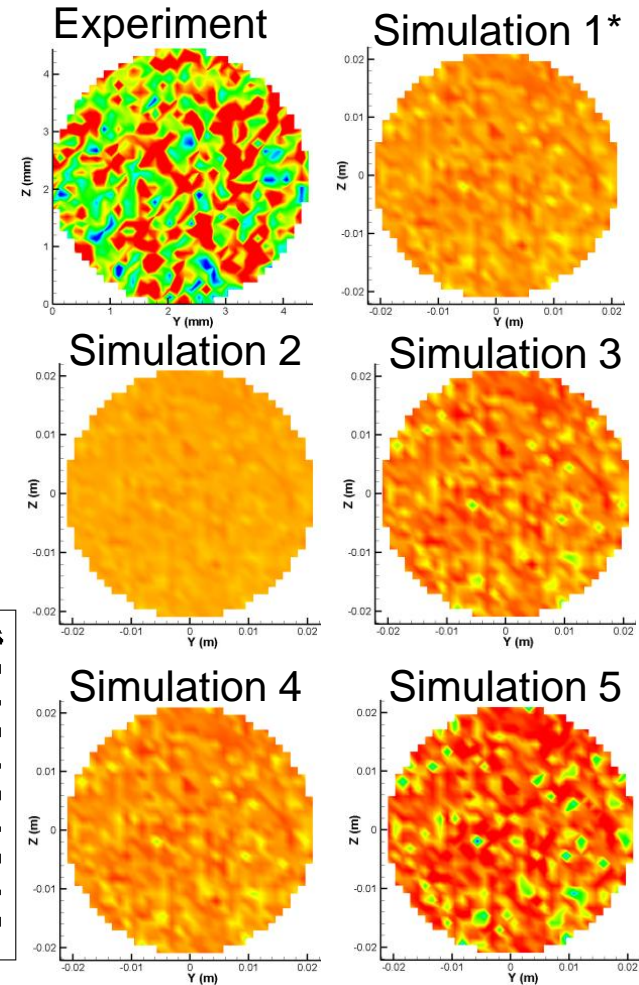 Experiment
Simulation 1*
Z (mm)
4
3
2
1
0
0 1 2 3 4
Y (mm)
Z (m)
0.02
0.01
0
-0.01
-0.02
-0.02 -0.01 0 0.01 0.02
Y (m)
Simulation 2
Simulation 3
Z (m)
0.02
0.01
0
-0.01
-0.02
-0.02 -0.01 0 0.01 0.02
Y (m)
Z (m)
0.02
0.01
0
-0.01
-0.02
-0.02 -0.01 0 0.01 0.02
Y (m)
Simulation 4
Simulation 5
Z (m)
0.02
0.01
0
-0.01
-0.02
-0.02 -0.01 0 0.01 0.02
Y (m)
Z (m)
0.02
0.01
0
-0.01
-0.02
-0.02 -0.01 0 0.01 0.02
Y (m)